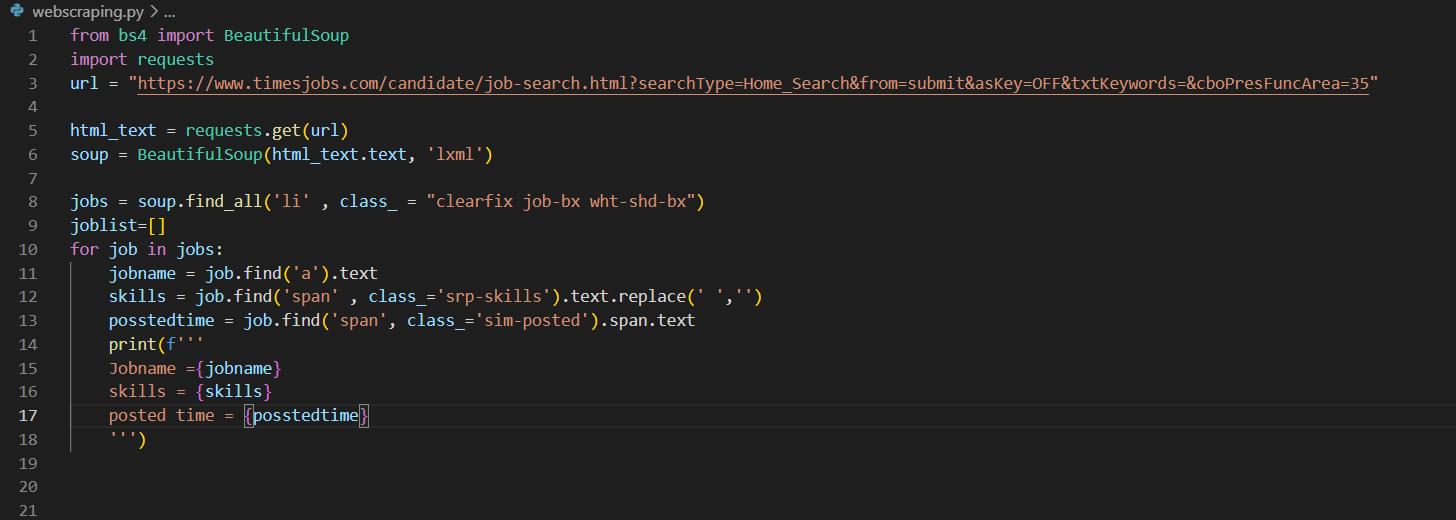 webscraping.py > ...
1 from bs4 import BeautifulSoup
2 import requests
3 url = "https://www.timesjobs.com/candidate/job-search.html?searchType=Home_Search&from=submit&asKey=OFF&txtKeywords=&cboPresFuncArea=35"
4
5 html_text = requests.get(url)
6 soup = BeautifulSoup(html_text.text, 'lxml')
7
8 jobs = soup.find_all('li' , class_ = "clearfix job-bx wht-shd-bx")
9 joblist=[]
10 for job in jobs:
11     jobname = job.find('a').text
12     skills = job.find('span' , class_='srp-skills').text.replace(' ','')
13     posstedtime = job.find('span', class_='sim-posted').span.text
14     print(f'''
15     Jobname ={jobname}
16     skills = {skills}
17     posted time = {posstedtime}
18     ''')
19
20
21